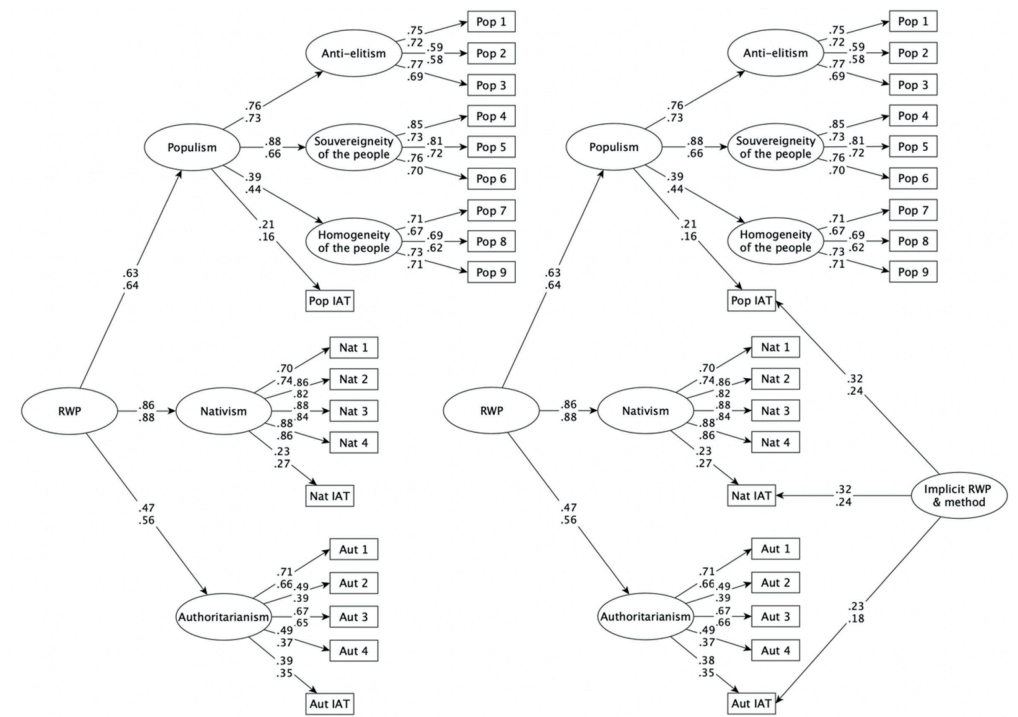 .75
.72
Pop 1
Anti-elitism
.59
.58
Pop 2
.77
.69
Pop 3
.76
.73
Populism
.88
.66
Souvereigneity
of the people
.85
.73
Pop 4
.81
.72
Pop 5
.76
.70
Pop 6
.39
.44
Homogeneity
of the people
.71
.67
Pop 7
.69
.62
Pop 8
.73
.71
Pop 9
.21
.16
Pop IAT
.63
.64
RWP
.86
.88
Nativism
.70
.74
Nat 1
.86
.82
Nat 2
.88
.84
Nat 3
.88
.86
Nat 4
.23
.27
Nat IAT
.47
.56
Authoritarianism
.71
.66
Aut 1
.49
.39
Aut 2
.67
.65
Aut 3
.49
.37
Aut 4
.39
.35
Aut IAT
.75
.72
Pop 1
Anti-elitism
.59
.58
Pop 2
.77
.69
Pop 3
.76
.73
Populism
.88
.66
Souvereigneity
of the people
.85
.73
Pop 4
.81
.72
Pop 5
.76
.70
Pop 6
.39
.44
Homogeneity
of the people
.71
.67
Pop 7
.69
.62
Pop 8
.73
.71
Pop 9
.21
.16
Pop IAT
.63
.64
RWP
.86
.88
Nativism
.70
.74
Nat 1
.86
.82
Nat 2
.88
.84
Nat 3
.88
.86
Nat 4
.23
.27
Nat IAT
.32
.24
.32
.24
Implicit RWP
& method
.23
.18
.47
.56
Authoritarianism
.71
.66
Aut 1
.49
.39
Aut 2
.67
.66
Aut 3
.49
.37
Aut 4
.38
.35
Aut IAT